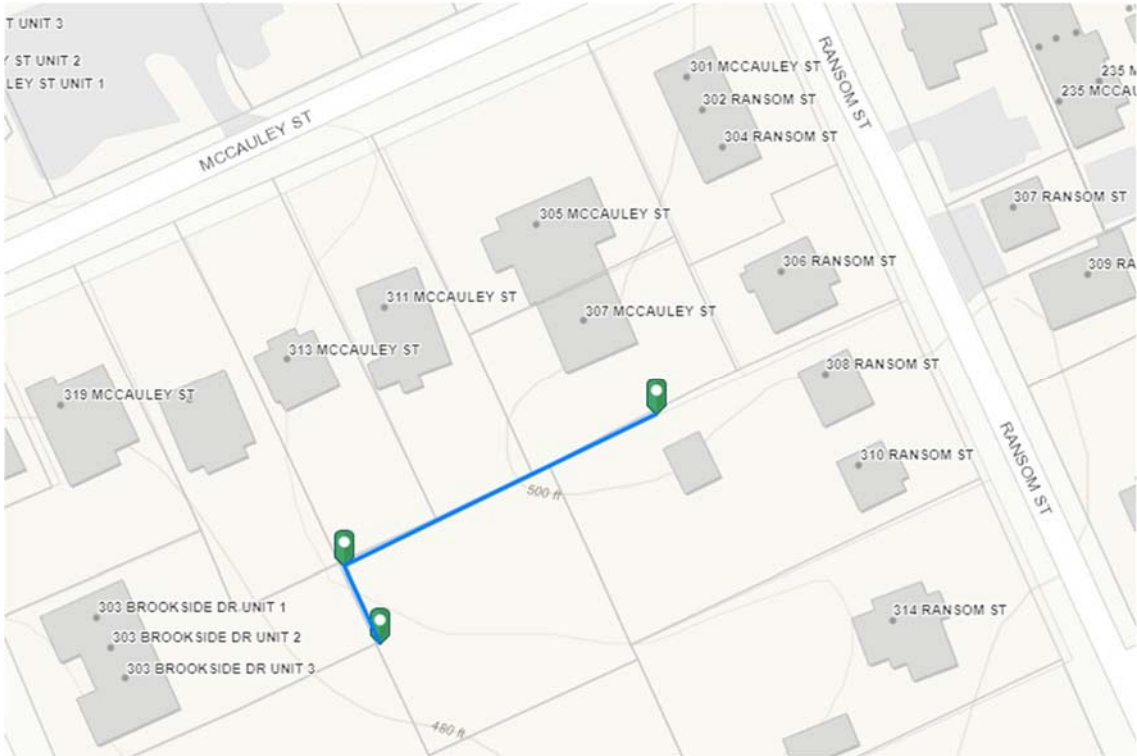 T UNIT 3
Y ST UNIT 2
LEY ST UNIT 1
MCCAULEY ST
RANSOM ST
301 MCCAULEY ST
302 RANSOM ST
304 RANSOM ST
235 M
235 MCCAU
307 RANSOM ST
305 MCCAULEY ST
306 RANSOM ST
309 RA
311 MCCAULEY ST
307 MCCAULEY ST
313 MCCAULEY ST
308 RANSOM ST
319 MCCAULEY ST
310 RANSOM ST
RANSOM ST
500 ft
303 BROOKSIDE DR UNIT 1
303 BROOKSIDE DR UNIT 2
303 BROOKSIDE DR UNIT 3
314 RANSOM ST
480 ft